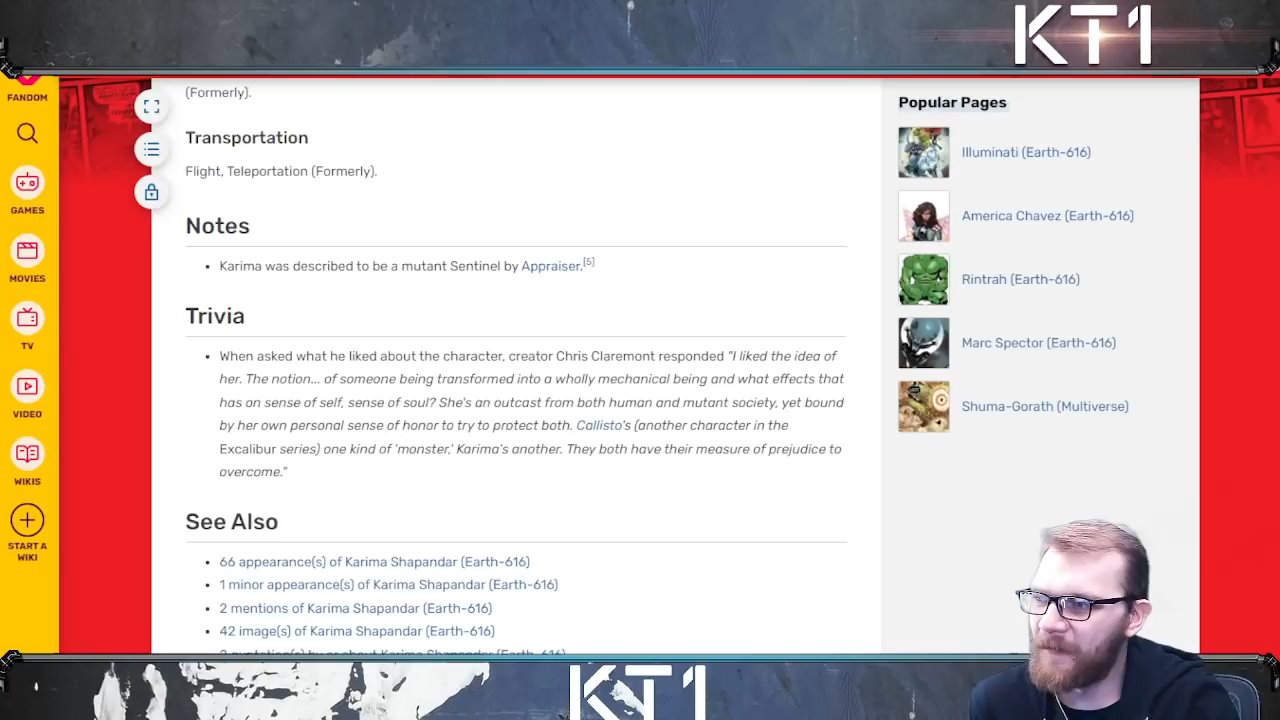 KT1
FANDOM
GAMES
MOVIES
TV
VIDEO
WIKIS
START A
WIKI
(Formerly).
Transportation
Flight, Teleportation (Formerly).
Notes
Karima was described to be a mutant Sentinel by Appraiser.[5]
Trivia
When asked what he liked about the character, creator Chris Claremont responded "I liked the idea of
her. The notion... of someone being transformed into a wholly mechanical being and what effects that
has on sense of self, sense of soul? She's an outcast from both human and mutant society, yet bound
by her own personal sense of honor to try to protect both. Callisto's (another character in the
Excalibur series) one kind of 'monster,' Karima's another. They both have their measure of prejudice to
overcome."
See Also
66 appearance(s) of Karima Shapandar (Earth-616)
1 minor appearance(s) of Karima Shapandar (Earth-616)
2 mentions of Karima Shapandar (Earth-616)
42 image(s) of Karima Shapandar (Earth-616)
Popular Pages
Illuminati (Earth-616)
America Chavez (Earth-616)
Rintrah (Earth-616)
Marc Spector (Earth-616)
Shuma-Gorath (Multiverse)
KT1